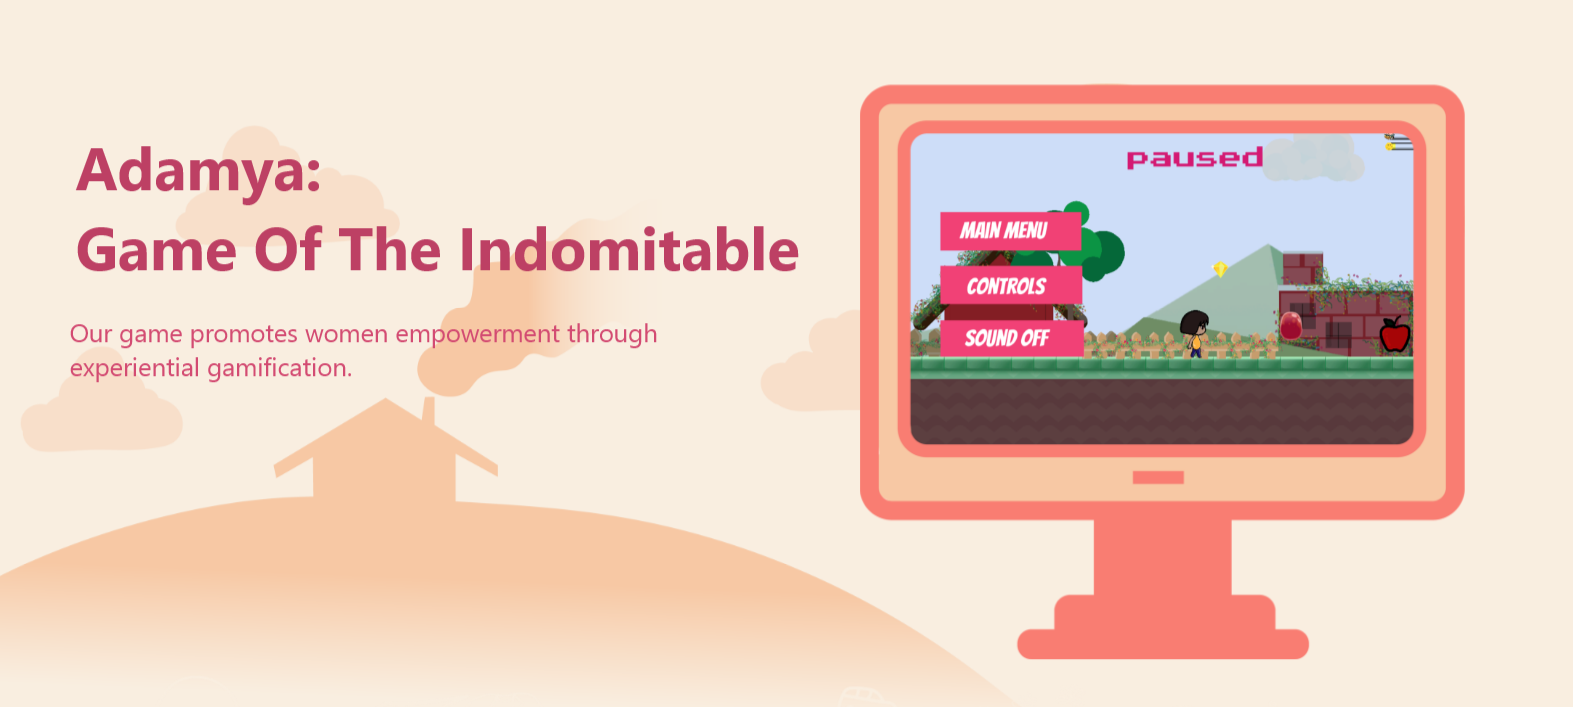 Adamya:
Game Of The Indomitable
Our game promotes women empowerment through
experiential gamification.
paused
MAIN MENU
CONTROLS
SOUND OFF